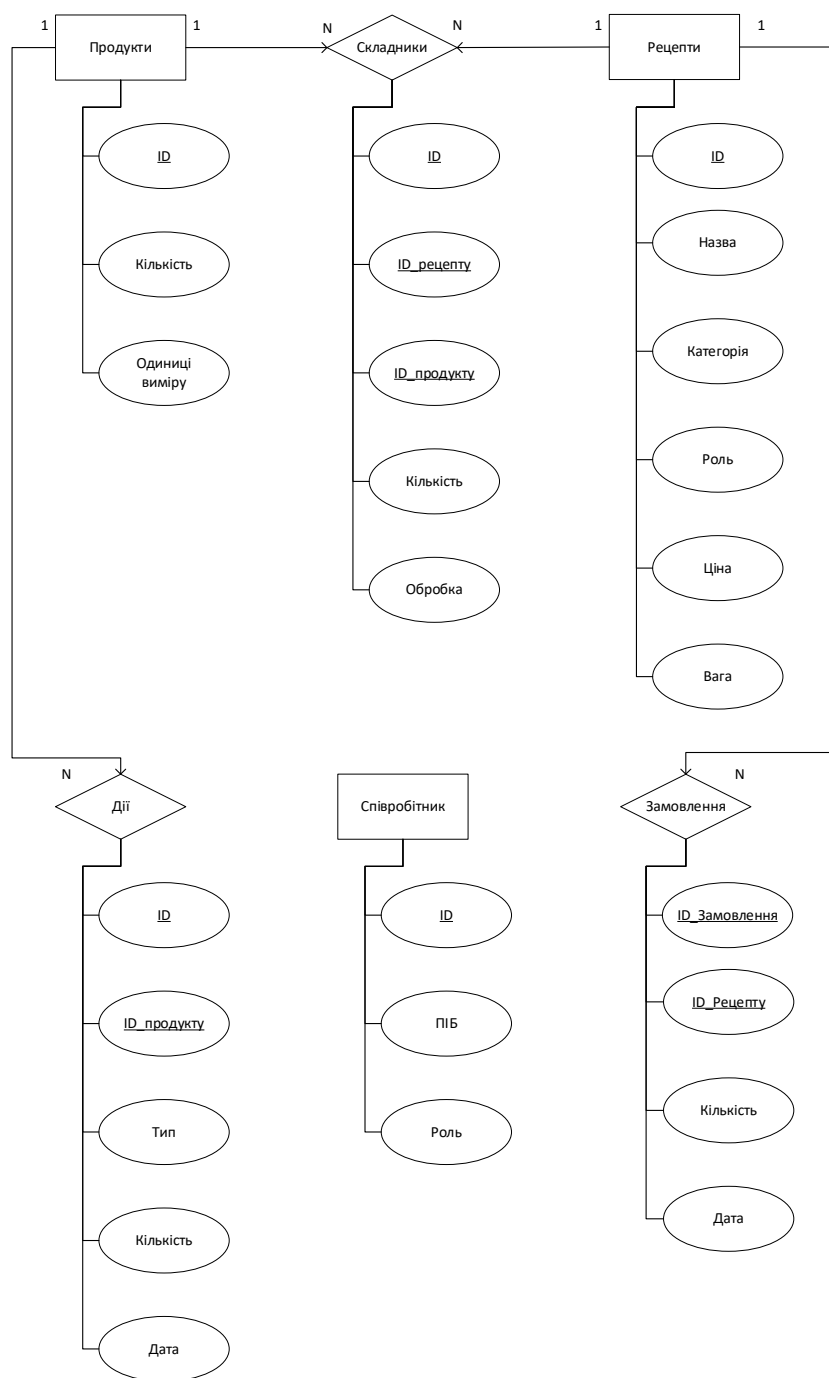 1
Продукти
1
N
Складники
N
1
Рецепти
1
ID
Кількість
Одиниці
виміру
ID
ID_рецепту
ID_продукту
Кількість
Обробка
ID
Назва
Категорія
Роль
Ціна
Вага
N
Дії
ID
ID_продукту
Тип
Кількість
Дата
Співробітник
ID
ПІБ
Роль
N
Замовлення
ID_Замовлення
ID_Рецепту
Кількість
Дата